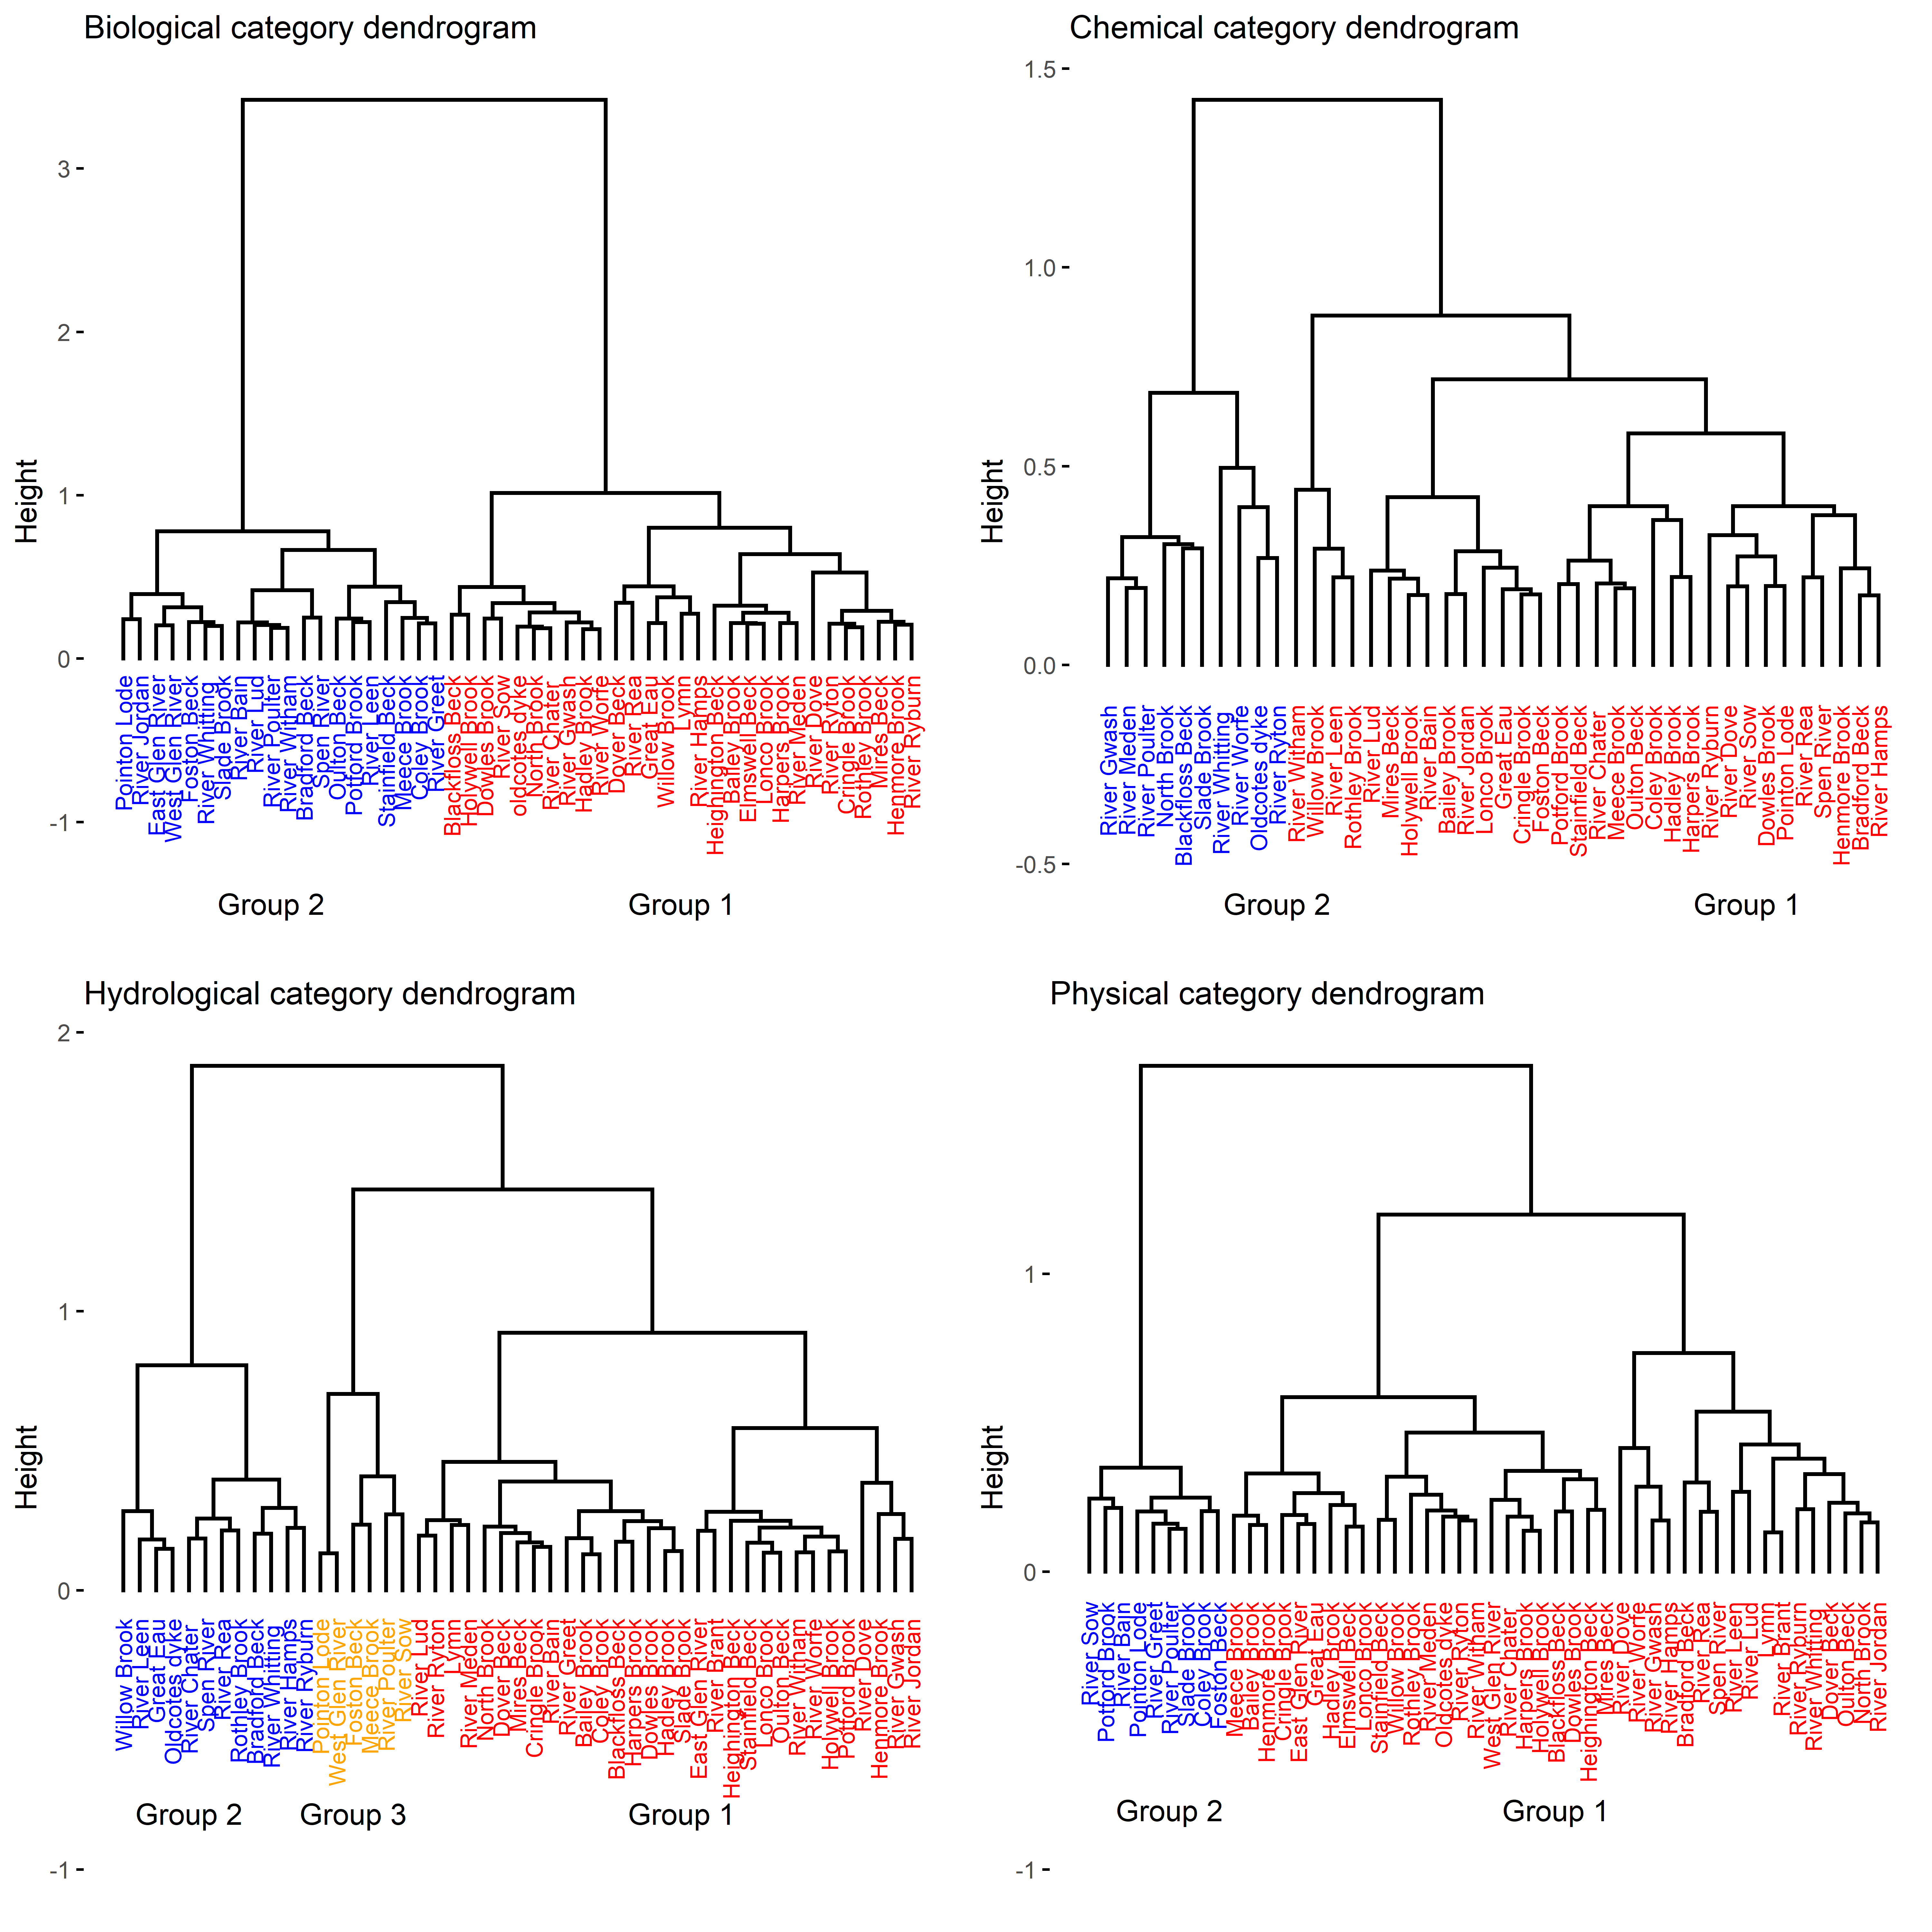 Biological category dendrogram
3
2
1
0
-1
Height
Pointon Lode
River Jordan
East Glen River
West Glen River
Foston Beck
River Whitting
Slade Brook
River Bain
River Lud
River Poulter
River Witham
Bradford Beck
Spen River
Oulton Beck
Potford Brook
River Leen
Stainfield Beck
Meece Brook
Coley Brook
River Greet
Blackfloss Beck
Holywell Brook
Dowles Brook
River Sow
oldcotes dyke
North Brook
River Chater
River Gwash
Hadley Brook
River Worfe
Dover Beck
River Rea
Great Eau
Willow Brook
Lymn
River Hamps
Heighington Beck
Bailey Brook
Elmswell Beck
Lonco Brook
Harpers Brook
River Meden
River Dove
River Ryton
Cringle Brook
Rothley Brook
Mires Beck
Henmore Brook
River Ryburn
Group 2
Group 1
Chemical category dendrogram
1.5
1.0
0.5
0.0
-0.5
Height
River Gwash
River Meden
River Poulter
North Brook
Blackfloss Beck
Slade Brook
River Whitting
River Worfe
Oldcotes dyke
River Ryton
River Witham
Willow Brook
River Leen
Rothley Brook
River Lud
Mires Beck
Holywell Brook
River Bain
Bailey Brook
River Jordan
Lonco Brook
Great Eau
Cringle Brook
Foston Beck
Potford Brook
Stainfield Beck
River Chater
Meece Brook
Oulton Beck
Coley Brook
Hadley Brook
Harpers Brook
River Ryburn
River Dove
River Sow
Dowles Brook
Pointon Lode
River Rea
Spen River
Henmore Brook
Bradford Beck
River Hamps
Group 2
Group 1
Hydrological category dendrogram
2
1
0
-1
Height
Willow Brook
River Leen
Great Eau
Oldcotes dyke
River Chater
Spen River
River Rea
Rothley Brook
Bradford Beck
River Whitting
River Hamps
River Ryburn
Pointon Lode
West Glen River
Foston Beck
Meece Brook
River Poulter
River Sow
River Lud
River Ryton
Lymn
River Meden
North Brook
Dover Beck
Mires Beck
Cringle Brook
River Bain
River Greet
Bailey Brook
Coley Brook
Blackfloss Beck
Harpers Brook
Dowles Brook
Hadley Brook
Slade Brook
East Glen River
River Brant
Heighington Beck
Stainfield Beck
Lonco Brook
Oulton Beck
River Witham
River Worfe
Holywell Brook
Potford Brook
River Dove
Henmore Brook
River Gwash
River Jordan
Group 2
Group 3
Group 1
Physical category dendrogram
1
0
-1
Height
River Sow
Potford Brook
River Bain
Pointon Lode
River Greet
River Poulter
Slade Brook
Coley Brook
Foston Beck
Meece Brook
Bailey Brook
Henmore Brook
Cringle Brook
East Glen River
Great Eau
Hadley Brook
Elmswell Beck
Lonco Brook
Stainfield Beck
Willow Brook
Rothley Brook
River Meden
Oldcotes dyke
River Ryton
River Witham
West Glen River
River Chater
Harpers Brook
Holywell Brook
Blackfloss Beck
Dowles Brook
Heighington Beck
Mires Beck
River Dove
River Worfe
River Gwash
River Hamps
Bradford Beck
River Rea
Spen River
River Leen
River Lud
Lymn
River Brant
River Ryburn
River Whitting
Dover Beck
Oulton Beck
North Brook
River Jordan
Group 2
Group 1